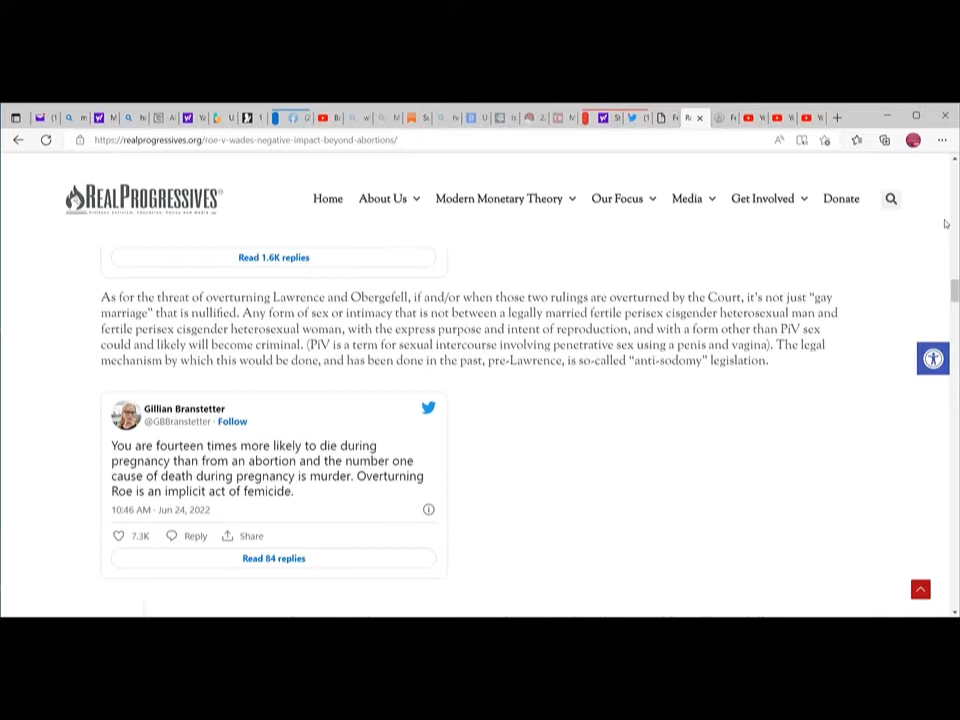 https://realprogressives.org/roe-v-wades-negative-impact-beyond-abortions/
REALPROGRESSIVES
Home About Us Modern Monetary Theory Our Focus Media Get Involved Donate
Read 1.6K replies
As for the threat of overturning Lawrence and Obergefell, if and/or when those two rulings are overturned by the Court, it's not just “gay
marriage” that is nullified. Any form of sex or intimacy that is not between a legally married fertile perisex cisgender heterosexual man and
fertile perisex cisgender heterosexual woman, with the express purpose and intent of reproduction, and with a form other than PiV sex
could and likely will become criminal. (PiV is a term for sexual intercourse involving penetrative sex using a penis and vagina). The legal
mechanism by which this would be done, and has been done in the past, pre-Lawrence, is so-called “anti-sodomy” legislation.
Gillian Branstetter
@GBBranstetter · Follow
You are fourteen times more likely to die during
pregnancy than from an abortion and the number one
cause of death during pregnancy is murder. Overturning
Roe is an implicit act of femicide.
10:46 AM · Jun 24, 2022
7.3K Reply Share
Read 84 replies